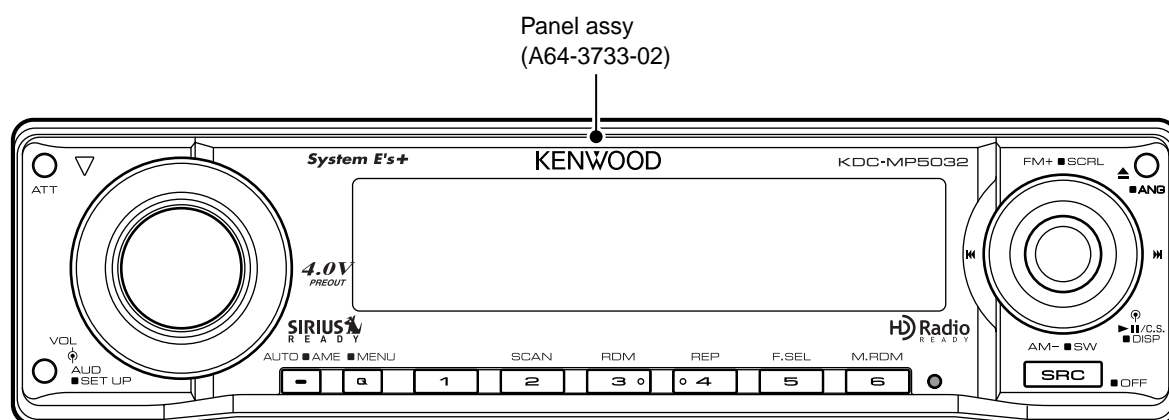 Panel assy
(A64-3733-02)
System E's+
KENWOOD
KDC-MP5032
FM+ ■SCRL
ATT
■ANG
4.0V
PREOUT
SIRIUS
READY
HD Radio
READY
VOL
AUD
■SET UP
/C.S.
■DISP
AM– ■SW
AUTO ■AME ■MENU
SCAN
RDM
REP
F.SEL
M.RDM
– Q 1 2 3 4 5 6
SRC
■OFF